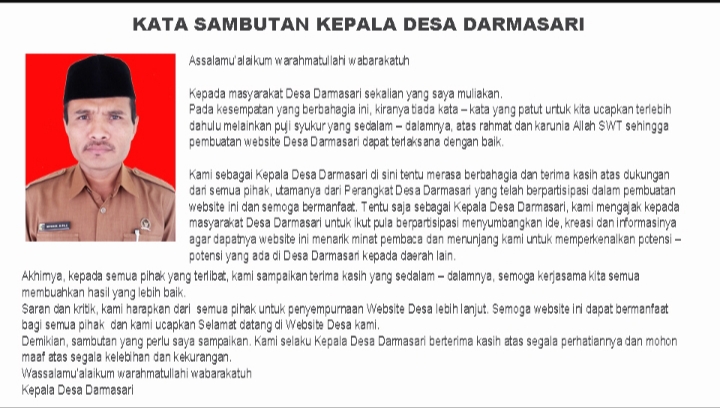 KATA SAMBUTAN KEPALA DESA DARMASARI
Assalamu'alaikum warahmatullahi wabarakatuh
Kepada masyarakat Desa Darmasari sekalian yang saya muliakan.
Pada kesempatan yang berbahagia ini, kiranya tiada kata – kata yang patut untuk kita ucapkan terlebih
dahulu melainkan puji syukur yang sedalam – dalamnya, atas rahmat dan karunia Allah SWT sehingga
pembuatan website Desa Darmasari dapat terlaksana dengan baik.
Kami sebagai Kepala Desa Darmasari di sini tentu merasa berbahagia dan terima kasih atas dukungan
dari semua pihak, utamanya dari Perangkat Desa Darmasari yang telah berpartisipasi dalam pembuatan
website ini dan semoga bermanfaat. Tentu saja sebagai Kepala Desa Darmasari, kami mengajak kepada
masyarakat Desa Darmasari untuk ikut pula berpartisipasi menyumbangkan ide, kreasi dan informasinya
agar dapatnya website ini menarik minat pembaca dan menunjang kami untuk memperkenalkan potensi –
potensi yang ada di Desa Darmasari kepada daerah lain.
Akhirnya, kepada semua pihak yang terlibat, kami sampaikan terima kasih yang sedalam – dalamnya, semoga kerjasama kita semua
membuahkan hasil yang lebih baik.
Saran dan kritik, kami harapkan dari semua pihak untuk penyempurnaan Website Desa lebih lanjut. Semoga website ini dapat bermanfaat
bagi semua pihak dan kami ucapkan Selamat datang di Website Desa kami.
Demikian, sambutan yang perlu saya sampaikan. Kami selaku Kepala Desa Darmasari berterima kasih atas segala perhatiannya dan mohon
maaf atas segala kelebihan dan kekurangan.
Wassalamu'alaikum warahmatullahi wabarakatuh
Kepala Desa Darmasari